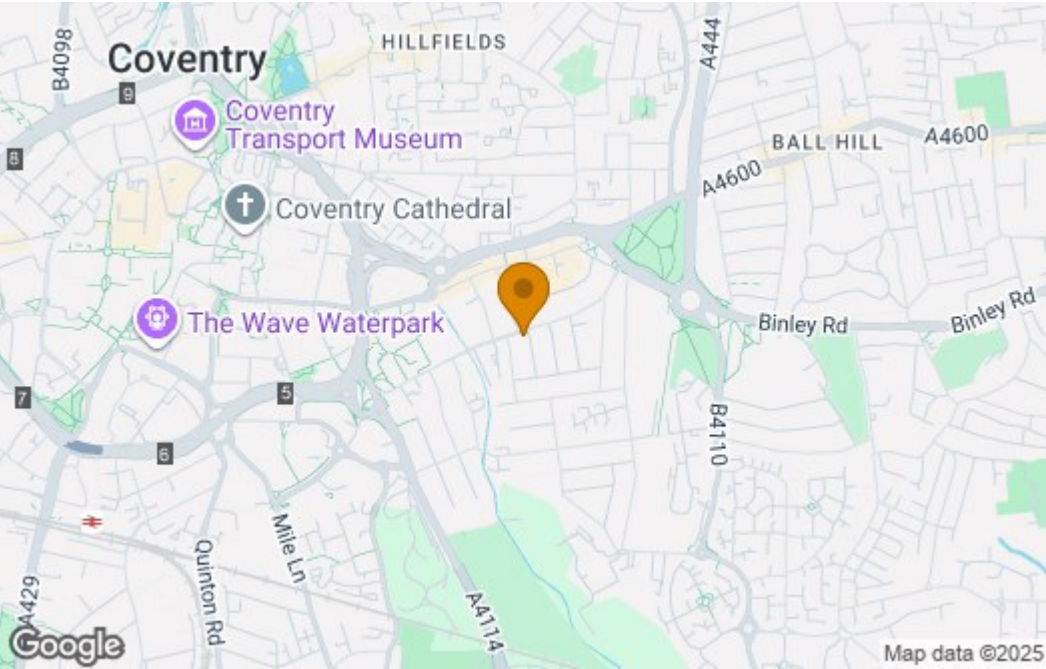 B4098
Coventry
HILLFIELDS
A444
9
Coventry
Transport Museum
BALL HILL
A4600
8
A4600
Coventry Cathedral
The Wave Waterpark
Binley Rd
Binley Rd
7
5
B4110
6
Mile Ln
Quinton Rd
A429
A4114
Google
Map data ©2025